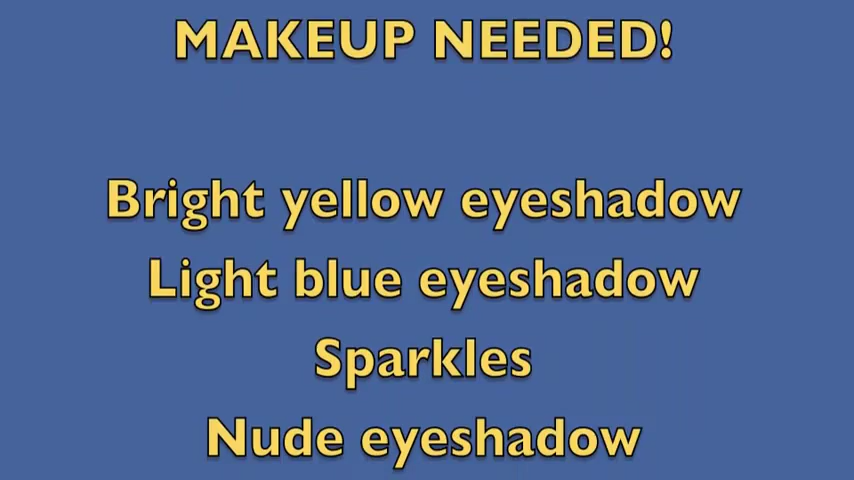 MAKEUP NEEDED!
Bright yellow eyeshadow
Light blue eyeshadow
Sparkles
Nude eyeshadow